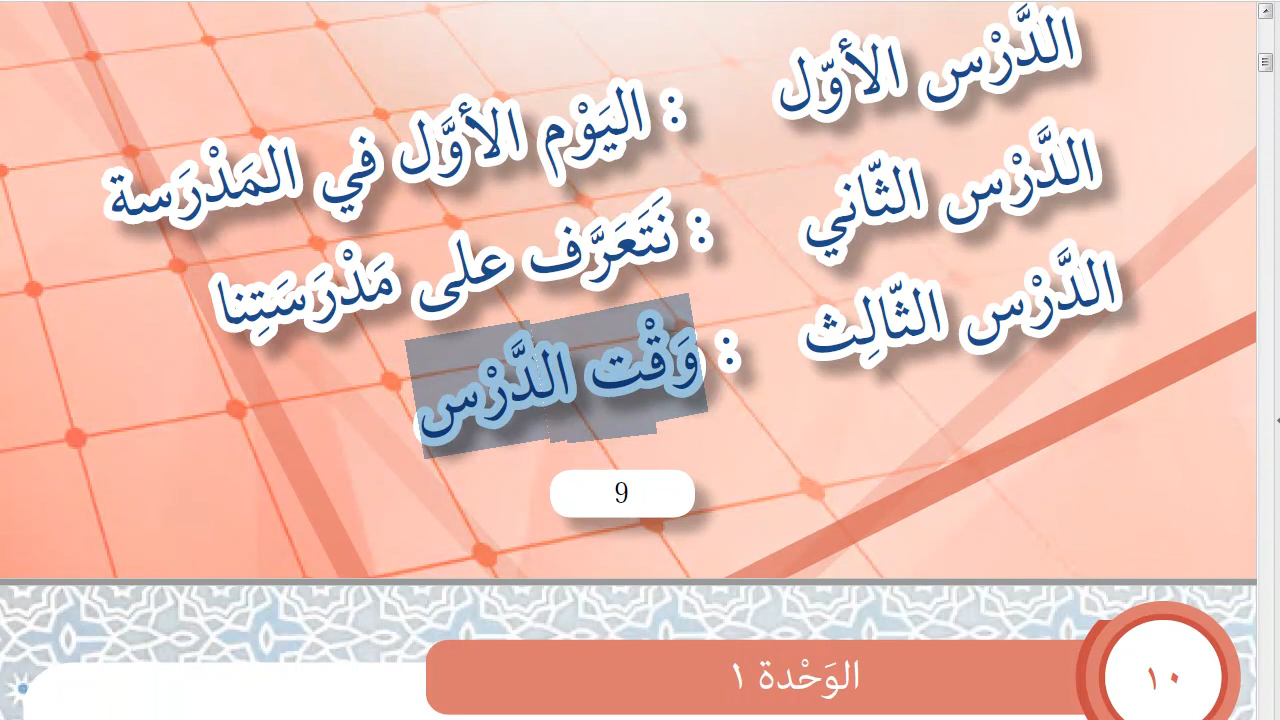 الدَّرْس الأوّل : اليَوْم الأوَّل في المَدْرَسة
الدَّرْس الثّاني : نَتَعَرَّف على مَدْرَسَتِنا
الدَّرْس الثّالِث : وَقْت الدَّرْس
9
الوَحْدة ١
١٠